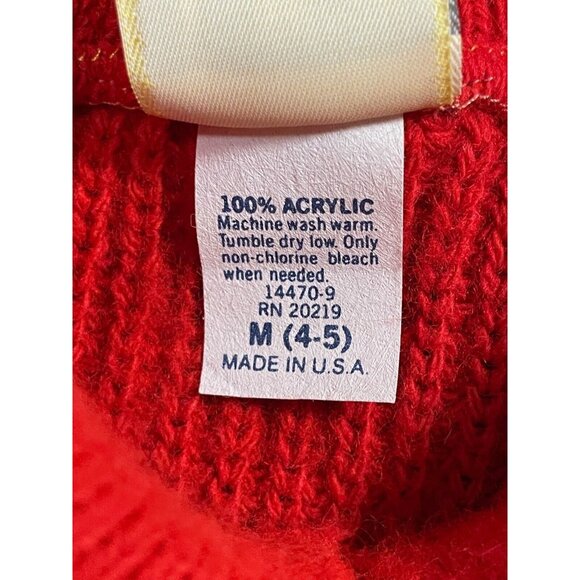 100% ACRYLIC
Machine wash warm.
Tumble dry low. Only
non-chlorine bleach
when needed.
14470-9
RN 20219
M (4-5)
MADE IN U.S.A.